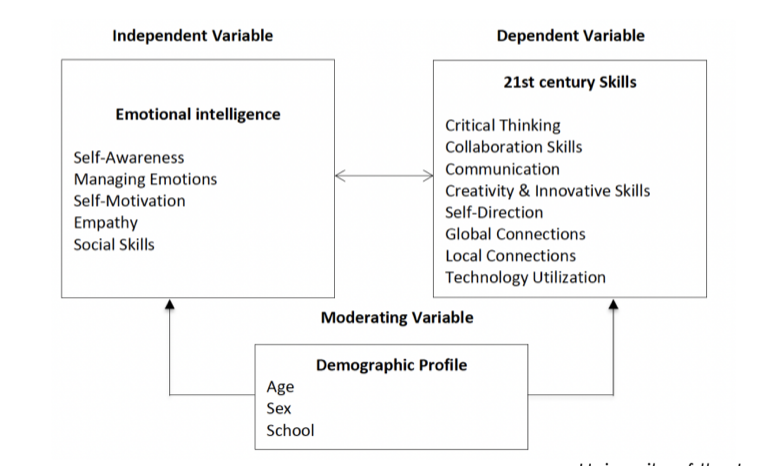 Independent Variable
Dependent Variable
Emotional intelligence
Self-Awareness
Managing Emotions
Self-Motivation
Empathy
Social Skills
21st century Skills
Critical Thinking
Collaboration Skills
Communication
Creativity & Innovative Skills
Self-Direction
Global Connections
Local Connections
Technology Utilization
Moderating Variable
Demographic Profile
Age
Sex
School